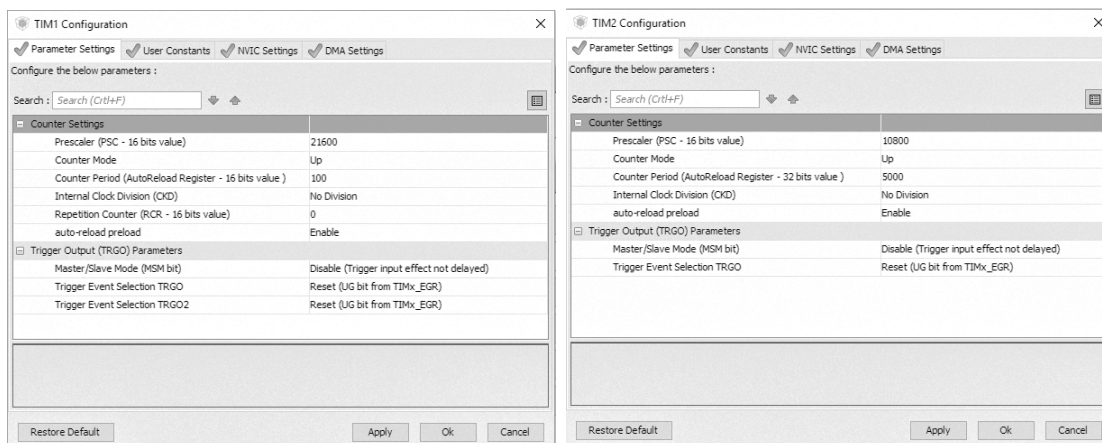 TIM1 Configuration
Parameter Settings User Constants NVIC Settings DMA Settings
Configure the below parameters :
Search : Search (Crtl+F)
Counter Settings
Prescaler (PSC - 16 bits value) 21600
Counter Mode Up
Counter Period (AutoReload Register - 16 bits value ) 100
Internal Clock Division (CKD) No Division
Repetition Counter (RCR - 16 bits value) 0
auto-reload preload Enable
Trigger Output (TRGO) Parameters
Master/Slave Mode (MSM bit) Disable (Trigger input effect not delayed)
Trigger Event Selection TRGO Reset (UG bit from TIMx_EGR)
Trigger Event Selection TRGO2 Reset (UG bit from TIMx_EGR)
Restore Default Apply Ok Cancel
TIM2 Configuration
Parameter Settings User Constants NVIC Settings DMA Settings
Configure the below parameters :
Search : Search (Crtl+F)
Counter Settings
Prescaler (PSC - 16 bits value) 10800
Counter Mode Up
Counter Period (AutoReload Register - 32 bits value ) 5000
Internal Clock Division (CKD) No Division
auto-reload preload Enable
Trigger Output (TRGO) Parameters
Master/Slave Mode (MSM bit) Disable (Trigger input effect not delayed)
Trigger Event Selection TRGO Reset (UG bit from TIMx_EGR)
Restore Default Apply Ok Cancel